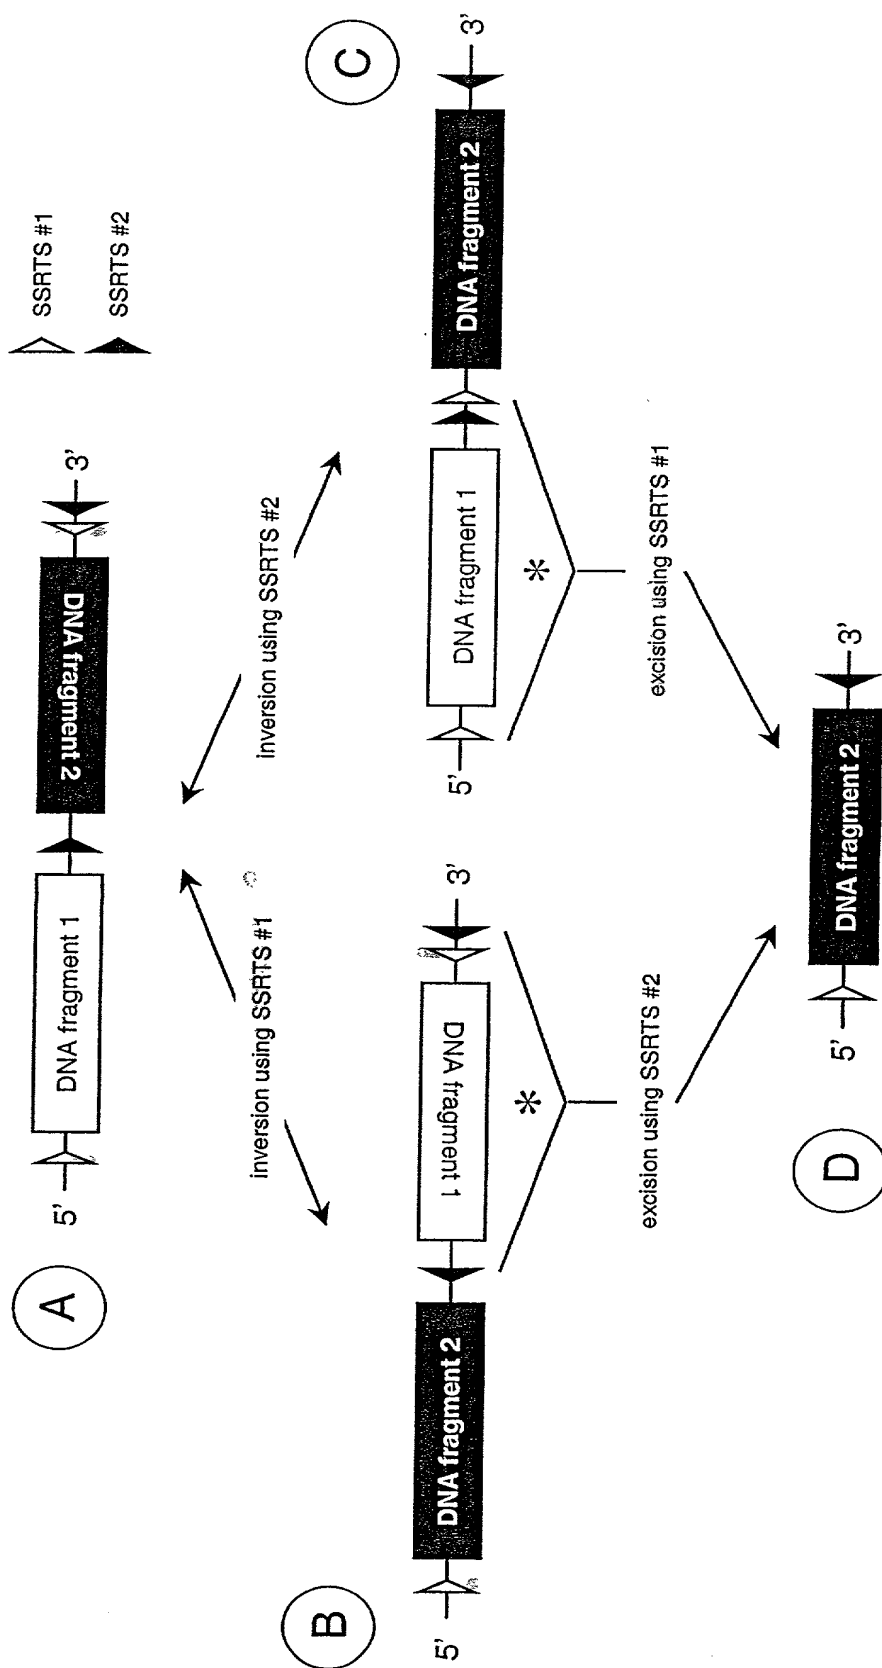 SSRTS #1
SSRTS #2
A
5'
DNA fragment 1
DNA fragment 2
3'
inversion using SSRTS #1
inversion using SSRTS #2
B
5'
DNA fragment 2
DNA fragment 1
3'
C
5'
DNA fragment 1
DNA fragment 2
3'
*
*
excision using SSRTS #2
excision using SSRTS #1
D
5'
DNA fragment 2
3'